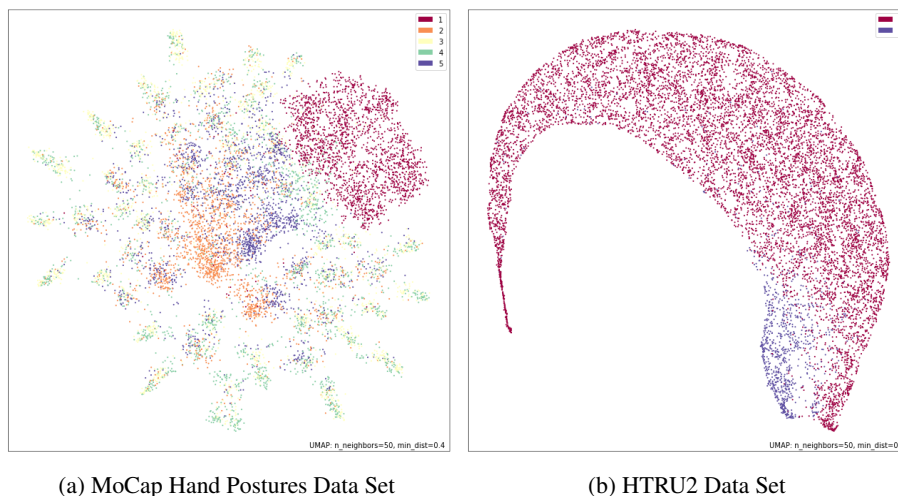 1
2
3
4
5
UMAP: n_neighbors=50, min_dist=0.4
UMAP: n_neighbors=50, min_dist=0
(a) MoCap Hand Postures Data Set
(b) HTRU2 Data Set